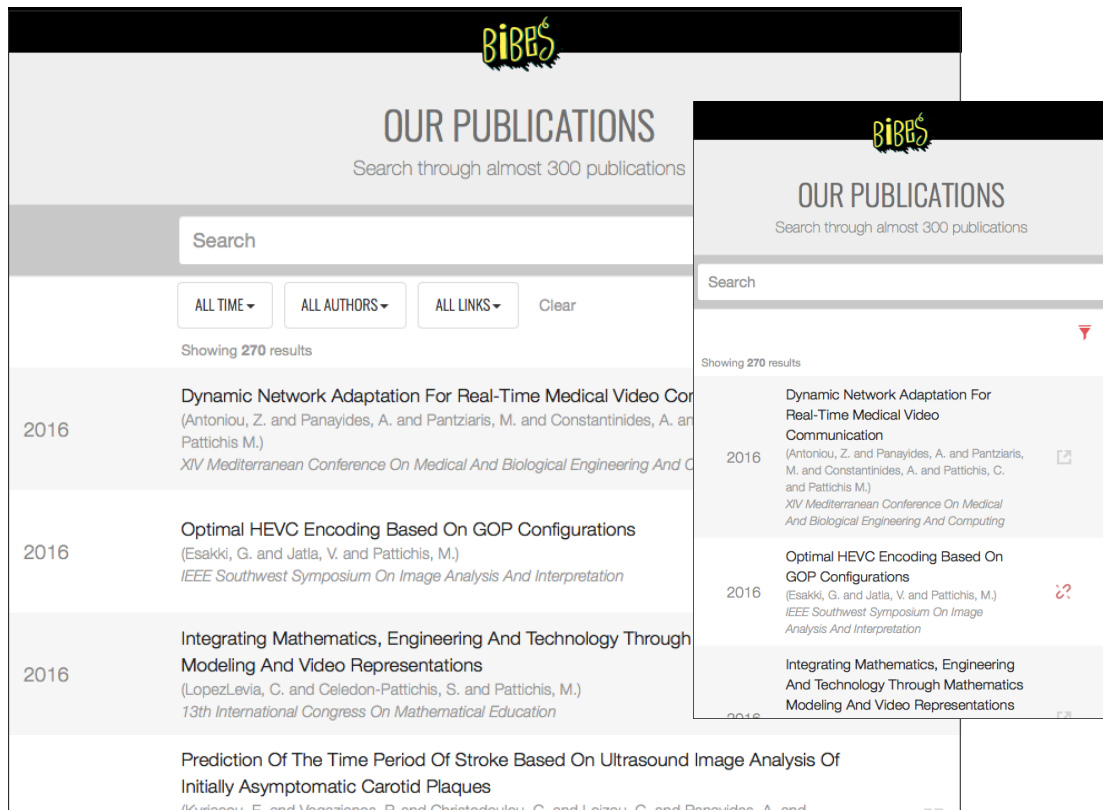 BiBES
OUR PUBLICATIONS
Search through almost 300 publications
Search
ALL TIME
ALL AUTHORS
ALL LINKS
Clear
Showing 270 results
2016
Dynamic Network Adaptation For Real-Time Medical Video
(Antoniou, Z. and Panayides, A. and Pantziaris, M. and Constantinides, A.
Pattichis M.)
XIV Mediterranean Conference On Medical And Biological Engineering And
2016
Optimal HEVC Encoding Based On GOP Configurations
(Esakki, G. and Jatla, V. and Pattichis, M.)
IEEE Southwest Symposium On Image Analysis And Interpretation
2016
Integrating Mathematics, Engineering And Technology Through
Modeling And Video Representations
(LopezLevia, C. and Celedon-Pattichis, S. and Pattichis, M.)
13th International Congress On Mathematical Education
Prediction Of The Time Period Of Stroke Based On Ultrasound Image Analysis Of
Initially Asymptomatic Carotid Plaques
BiBES
OUR PUBLICATIONS
Search through almost 300 publications
Search
Showing 270 results
2016
Dynamic Network Adaptation For
Real-Time Medical Video
Communication
(Antoniou, Z. and Panayides, A. and Pantziaris,
M. and Constantinides, A. and Pattichis, C.
and Pattichis M.)
XIV Mediterranean Conference On Medical
And Biological Engineering And Computing
2016
Optimal HEVC Encoding Based On
GOP Configurations
(Esakki, G. and Jatla, V. and Pattichis, M.)
IEEE Southwest Symposium On Image
Analysis And Interpretation
2016
Integrating Mathematics, Engineering
And Technology Through Mathematics
Modeling And Video Representations